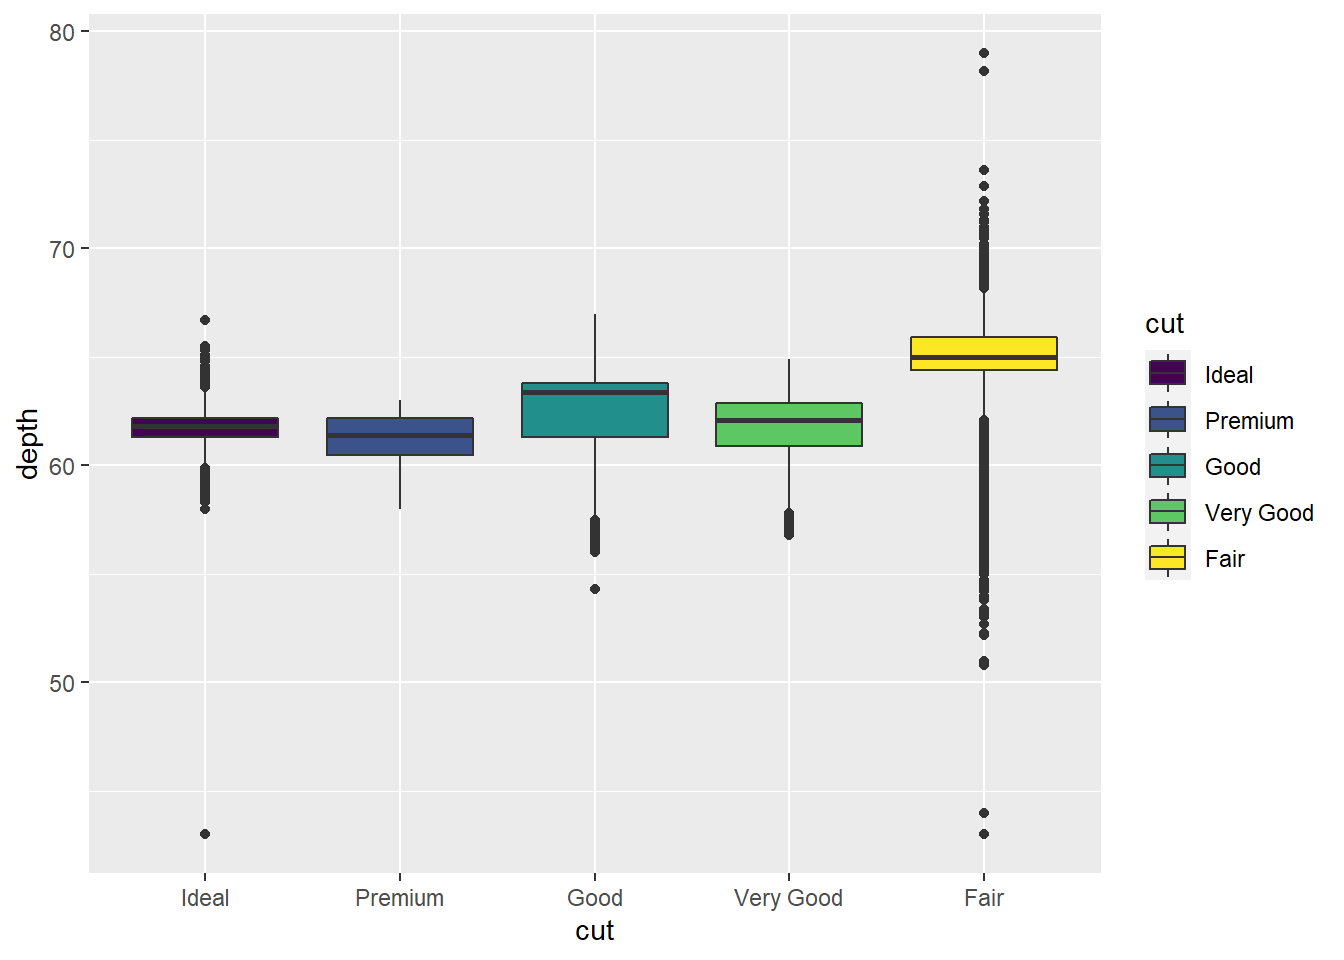 80
70
60
50
depth
Ideal
Premium
Good
Very Good
Fair
cut
cut
Ideal
Premium
Good
Very Good
Fair